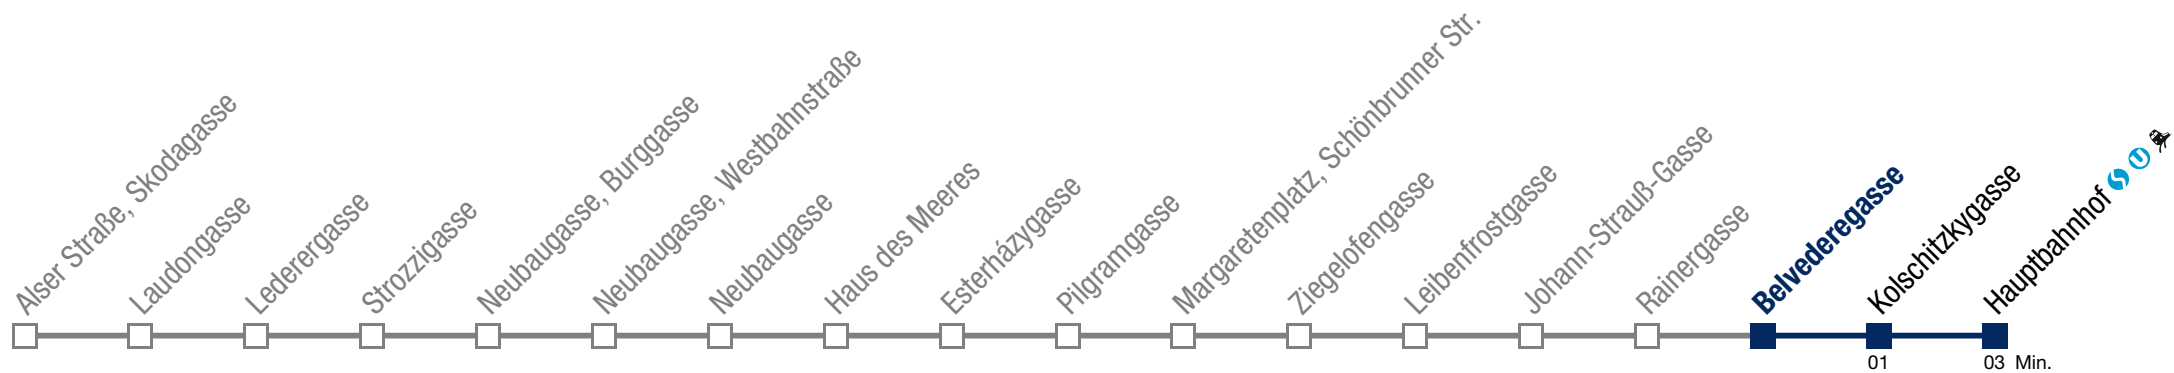 Alser Straße, Skodagasse
Laudongasse
Lederergasse
Strozzigasse
Neubaugasse, Burggasse
Neubaugasse, Westbahnstraße
Neubaugasse
Haus des Meeres
Esterházygasse
Pilgramgasse
Margaretenplatz, Schönbrunner Str.
Ziegelofengasse
Leibenfrostgasse
Johann-Strauß-Gasse
Rainergasse
Belvederegasse
Kolschitzkygasse
Hauptbahnhof S U
01
03 Min.